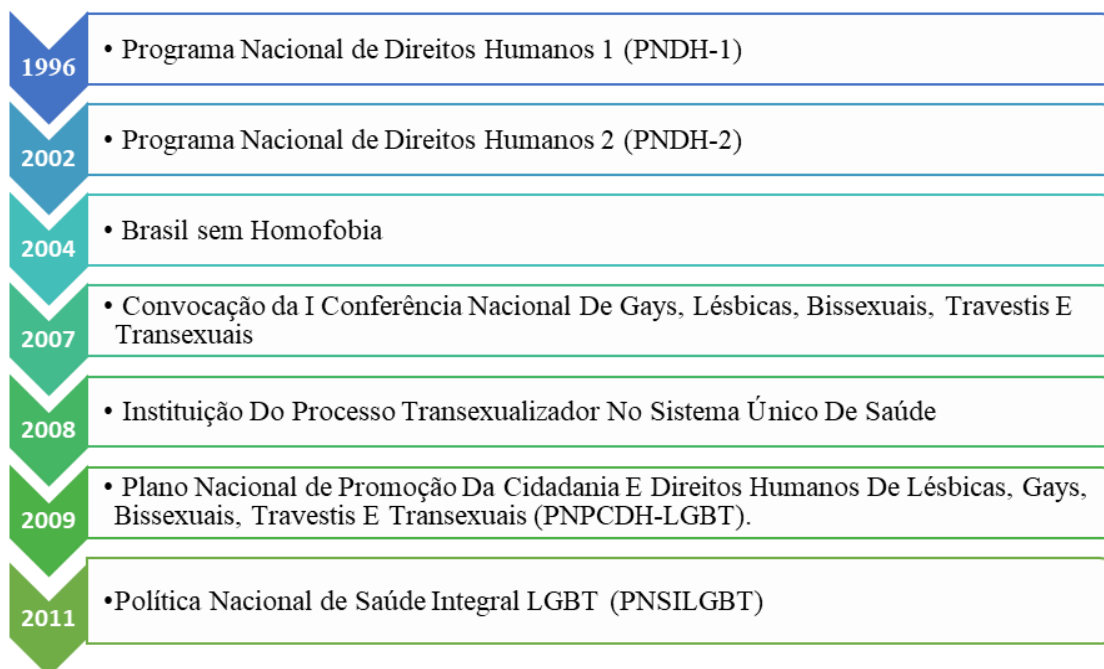 1996
• Programa Nacional de Direitos Humanos 1 (PNDH-1)
2002
• Programa Nacional de Direitos Humanos 2 (PNDH-2)
2004
• Brasil sem Homofobia
2007
• Convocação da I Conferência Nacional De Gays, Lésbicas, Bissexuais, Travestis E
Transexuais
2008
• Instituição Do Processo Transexualizador No Sistema Único De Saúde
2009
• Plano Nacional de Promoção Da Cidadania E Direitos Humanos De Lésbicas, Gays,
Bissexuais, Travestis E Transexuais (PNPCDH-LGBT).
2011
•Política Nacional de Saúde Integral LGBT (PNSILGBT)